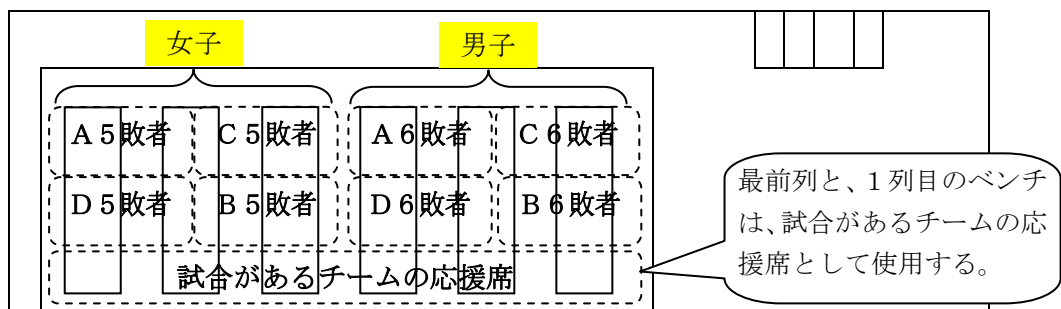 女子 男子
A5敗者 C5敗者 A6敗者 C6敗者
D5敗者 B5敗者 D6敗者 B6敗者
試合があるチームの応援席
最前列と、1列目のベンチ
は、試合があるチームの応
援席として使用する。